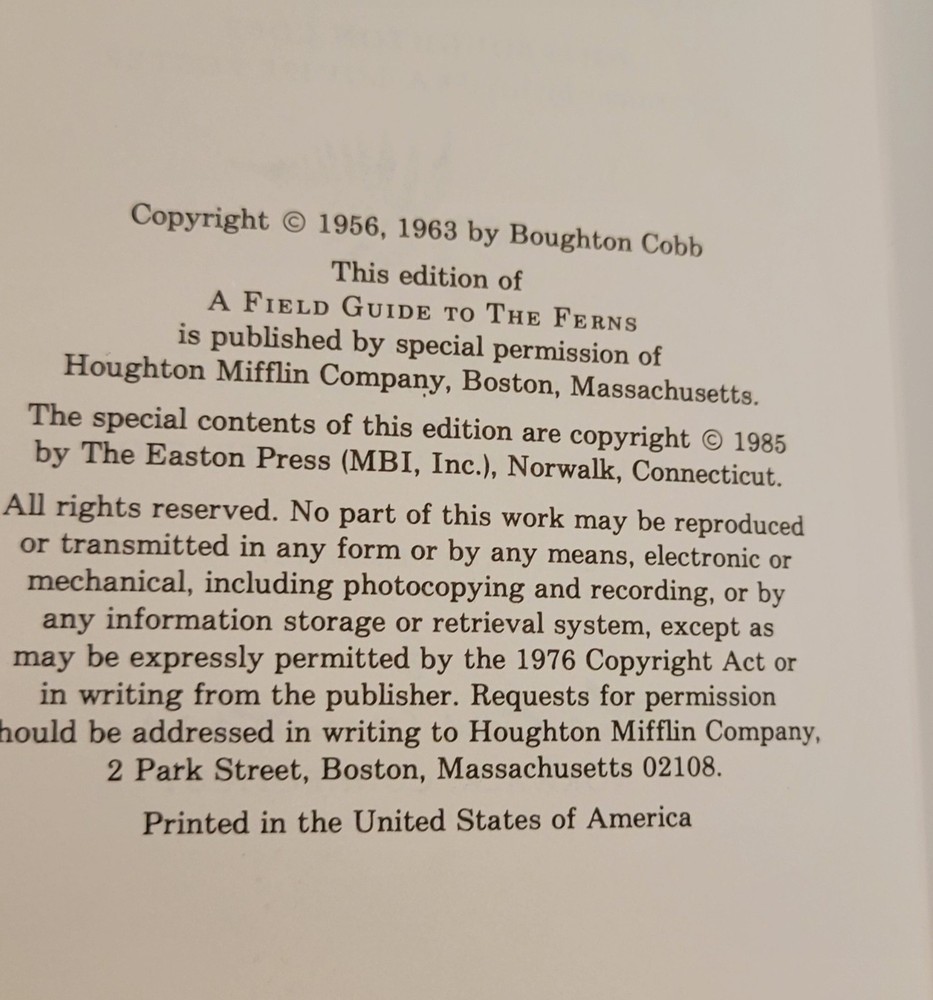 Copyright © 1956, 1963 by Boughton Cobb
This edition of
A FIELD GUIDE TO THE FERNS
is published by special permission of
Houghton Mifflin Company, Boston, Massachusetts.
The special contents of this edition are copyright © 1985
by The Easton Press (MBI, Inc.), Norwalk, Connecticut.
All rights reserved. No part of this work may be reproduced
or transmitted in any form or by any means, electronic or
mechanical, including photocopying and recording, or by
any information storage or retrieval system, except as
may be expressly permitted by the 1976 Copyright Act or
in writing from the publisher. Requests for permission
hould be addressed in writing to Houghton Mifflin Company,
2 Park Street, Boston, Massachusetts 02108.
Printed in the United States of America